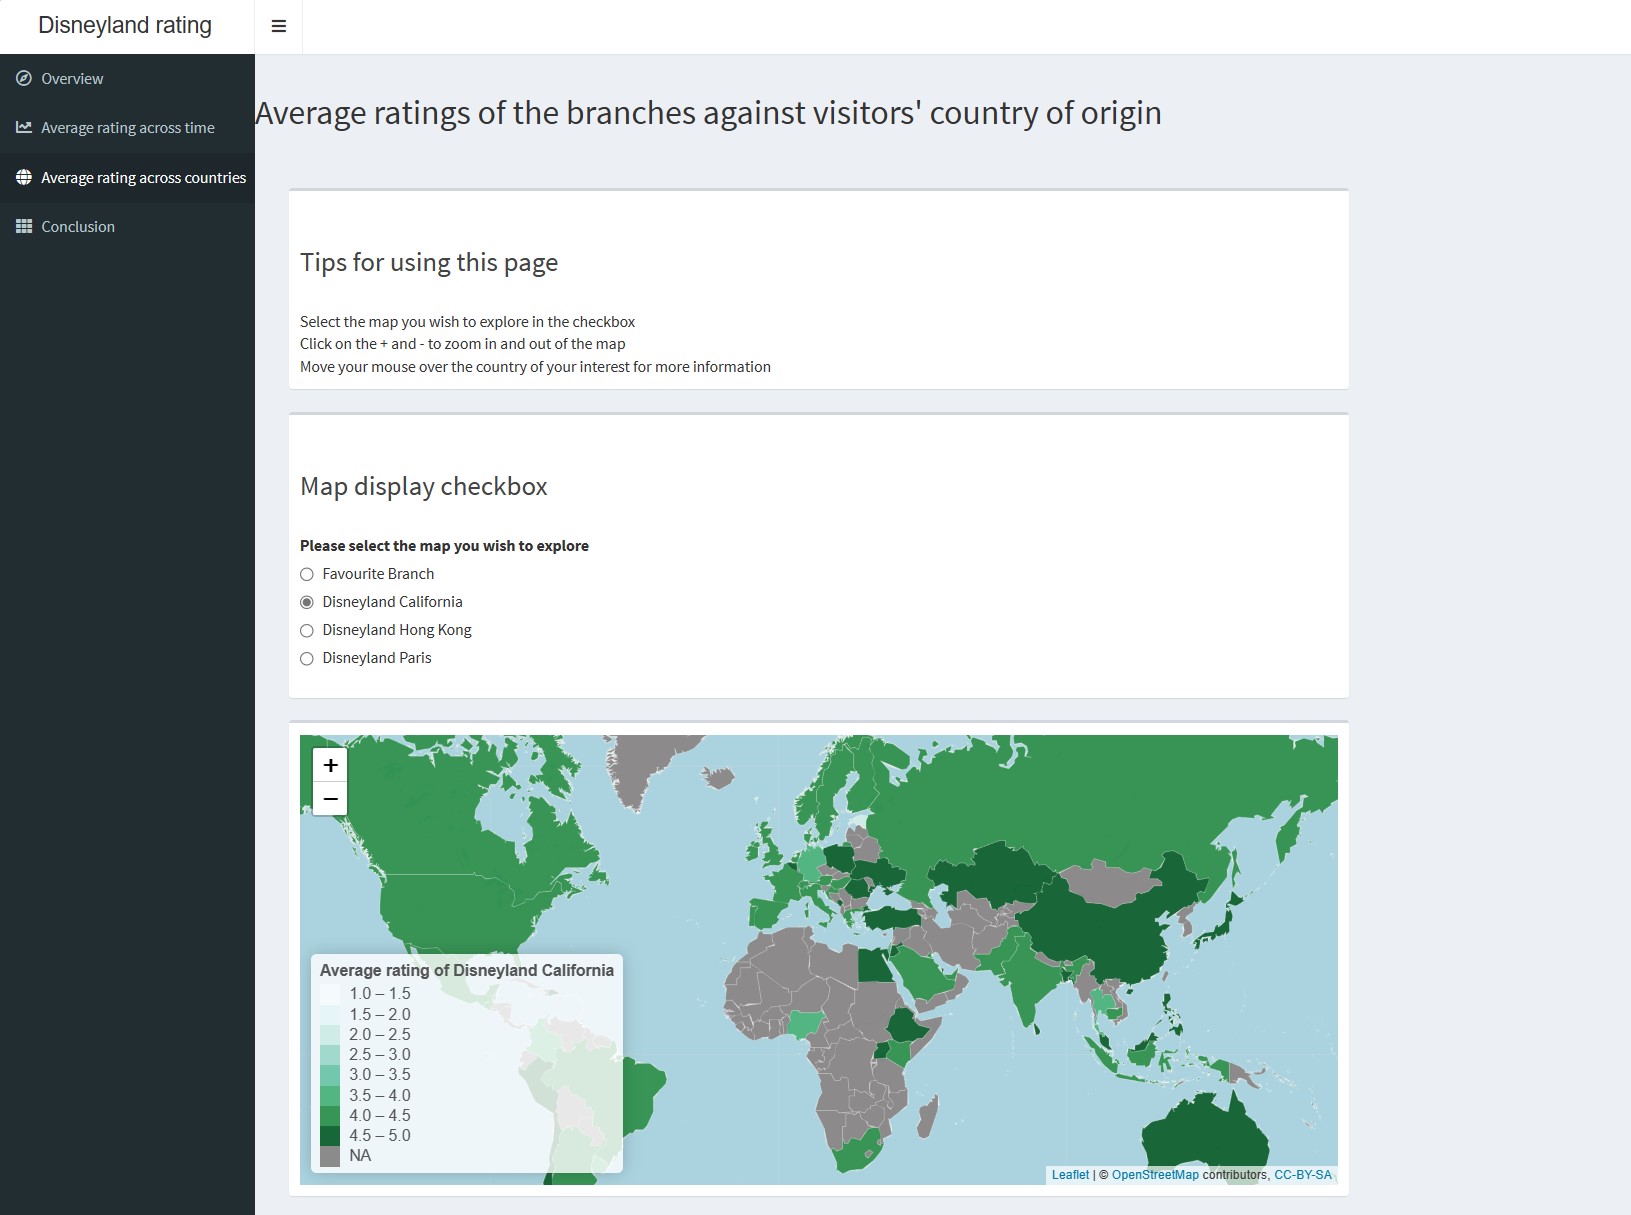 Disneyland rating
Overview
Average rating across time
Average rating across countries
Conclusion
Average ratings of the branches against visitors' country of origin
Tips for using this page
Select the map you wish to explore in the checkbox
Click on the + and - to zoom in and out of the map
Move your mouse over the country of your interest for more information
Map display checkbox
Please select the map you wish to explore
Favourite Branch
Disneyland California
Disneyland Hong Kong
Disneyland Paris
+
−
Average rating of Disneyland California
1.0 – 1.5
1.5 – 2.0
2.0 – 2.5
2.5 – 3.0
3.0 – 3.5
3.5 – 4.0
4.0 – 4.5
4.5 – 5.0
NA
Leaflet | © OpenStreetMap contributors, CC-BY-SA